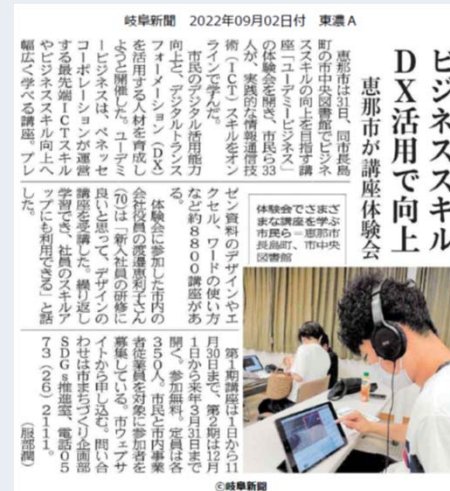 岐阜新聞　2022年09月02日付　東濃A
ビジネススキル
DX活用で向上
恵那市が講座体験会
恵那市は31日、同市長島
町の市中央図書館でビジネ
ススキルの向上を目指す講
座「ユーデミービジネス」
の体験会を開き、市民ら33
人が、実践的な情報通信技
術（ICT）スキルをオン
ラインで学んだ。
市民のデジタル活用能力
向上と、デジタルトランス
フォーメーション（DX）
を活用する人材を育成し
ようと開催した。ユーデミ
ービジネスは、ベネッセ
コーポレーションが運営
する最先端ICTスキル
やビジネススキル向上へ
幅広く学べる講座。プレ
ゼン資料のデザインやエ
クセル、ワードの使い方
など約8800講座があ
る。
体験会に参加した市内の
会社役員の渡邉恵利子さん
（70）は「新入社員の研修に
良いと思って、デザインの
講座を受講した。繰り返し
学習でき、社員のスキルア
ップにも利用できる」と話
した。
体験会でさまざ
まな講座を学ぶ
市民ら＝恵那市
長島町、市中央
図書館
第1期講座は1日から11
月30日まで、第2期は12月
1日から来年3月31日まで
開く。参加無料。定員は各
350人。市民と市内事業
者従業員を対象に参加者を
募集している。市ウェブサ
イトから申し込む。問い合
わせは市まちづくり企画部
SDGs推進室、電話05
73（26）2111。
（服部潤）
©岐阜新聞